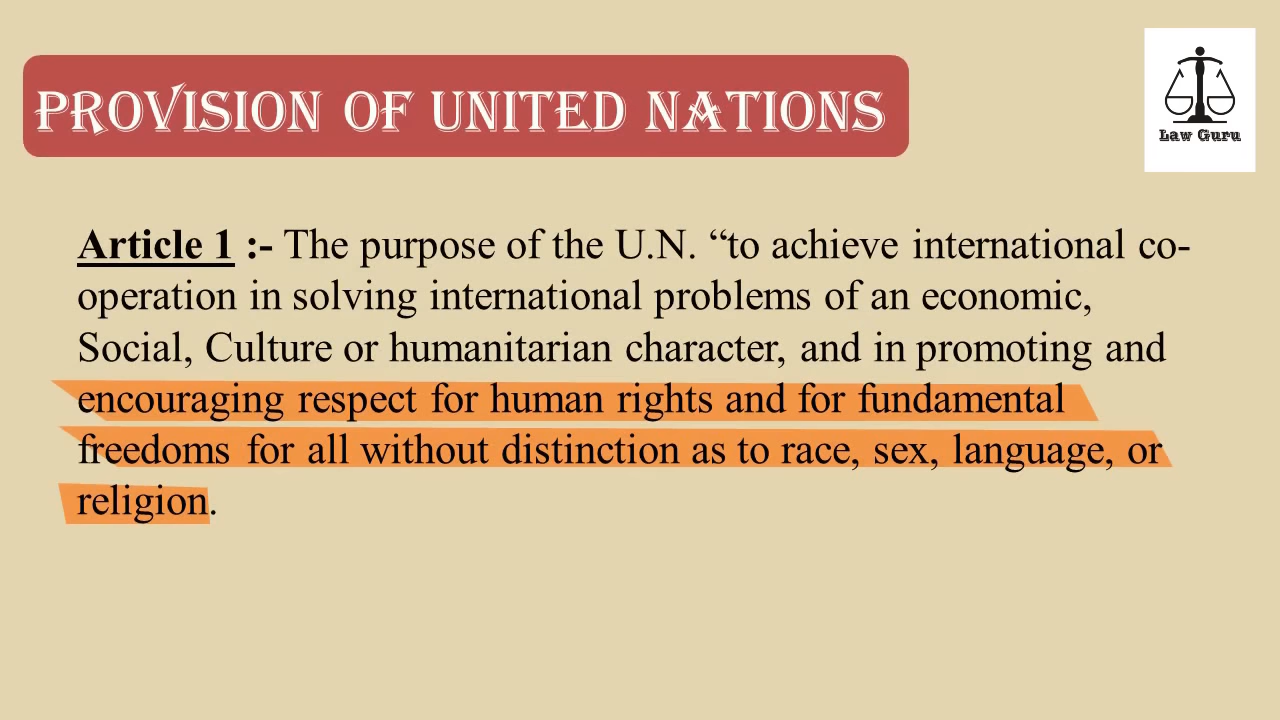 PROVISION OF UNITED NATIONS
Law Guru
Article 1 :- The purpose of the U.N. “to achieve international co-
operation in solving international problems of an economic,
Social, Culture or humanitarian character, and in promoting and
encouraging respect for human rights and for fundamental
freedoms for all without distinction as to race, sex, language, or
religion.